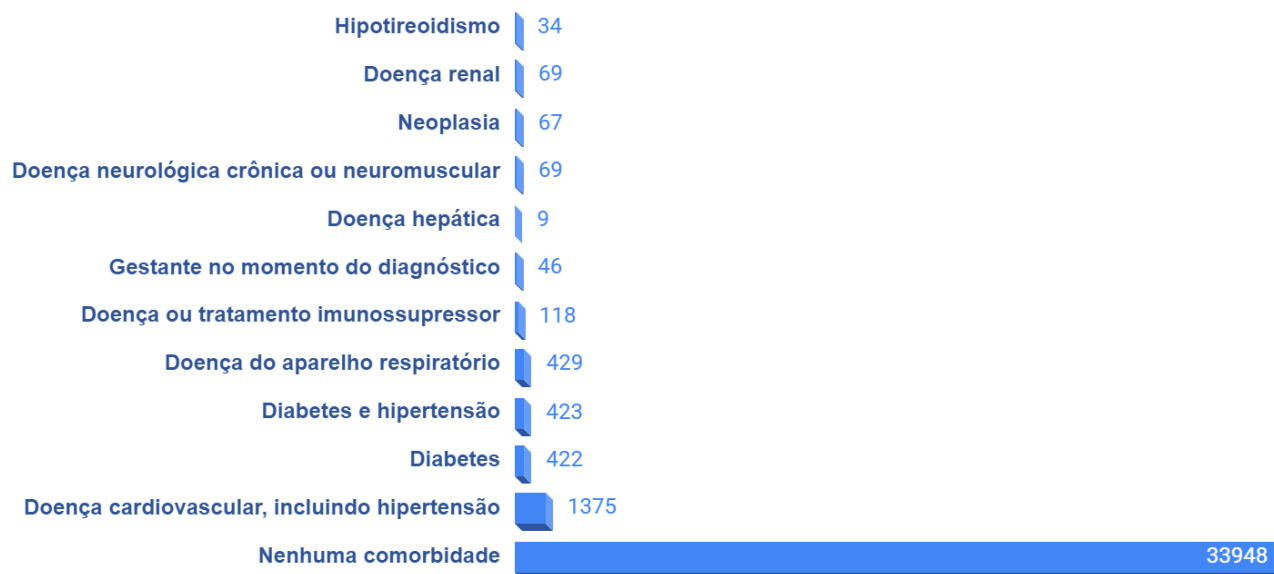 Hipotireoidismo 34
Doença renal 69
Neoplasia 67
Doença neurológica crônica ou neuromuscular 69
Doença hepática 9
Gestante no momento do diagnóstico 46
Doença ou tratamento imunossupressor 118
Doença do aparelho respiratório 429
Diabetes e hipertensão 423
Diabetes 422
Doença cardiovascular, incluindo hipertensão 1375
Nenhuma comorbidade 33948